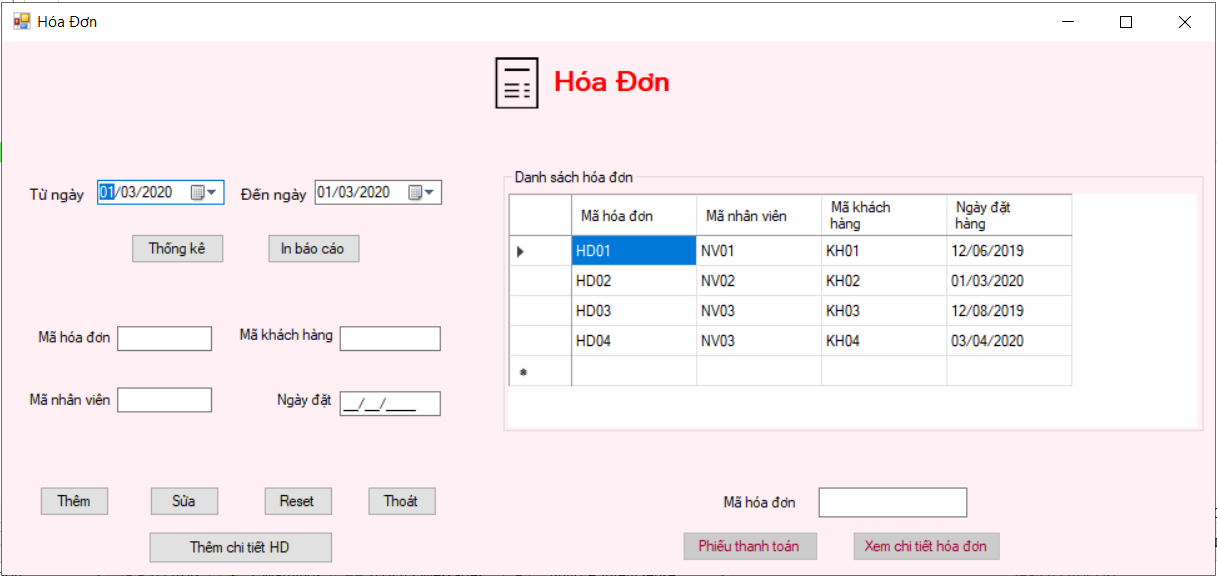 Hóa Đơn
Hóa Đơn
Từ ngày 01/03/2020 Đến ngày 01/03/2020
Thống kê In báo cáo
Mã hóa đơn Mã khách hàng
Mã nhân viên Ngày đặt __/__/____
Thêm Sửa Reset Thoát
Thêm chi tiết HD
Danh sách hóa đơn
Mã hóa đơn Mã nhân viên Mã khách hàng Ngày đặt hàng
HD01 NV01 KH01 12/06/2019
HD02 NV02 KH02 01/03/2020
HD03 NV03 KH03 12/08/2019
HD04 NV03 KH04 03/04/2020
Mã hóa đơn
Phiếu thanh toán Xem chi tiết hóa đơn